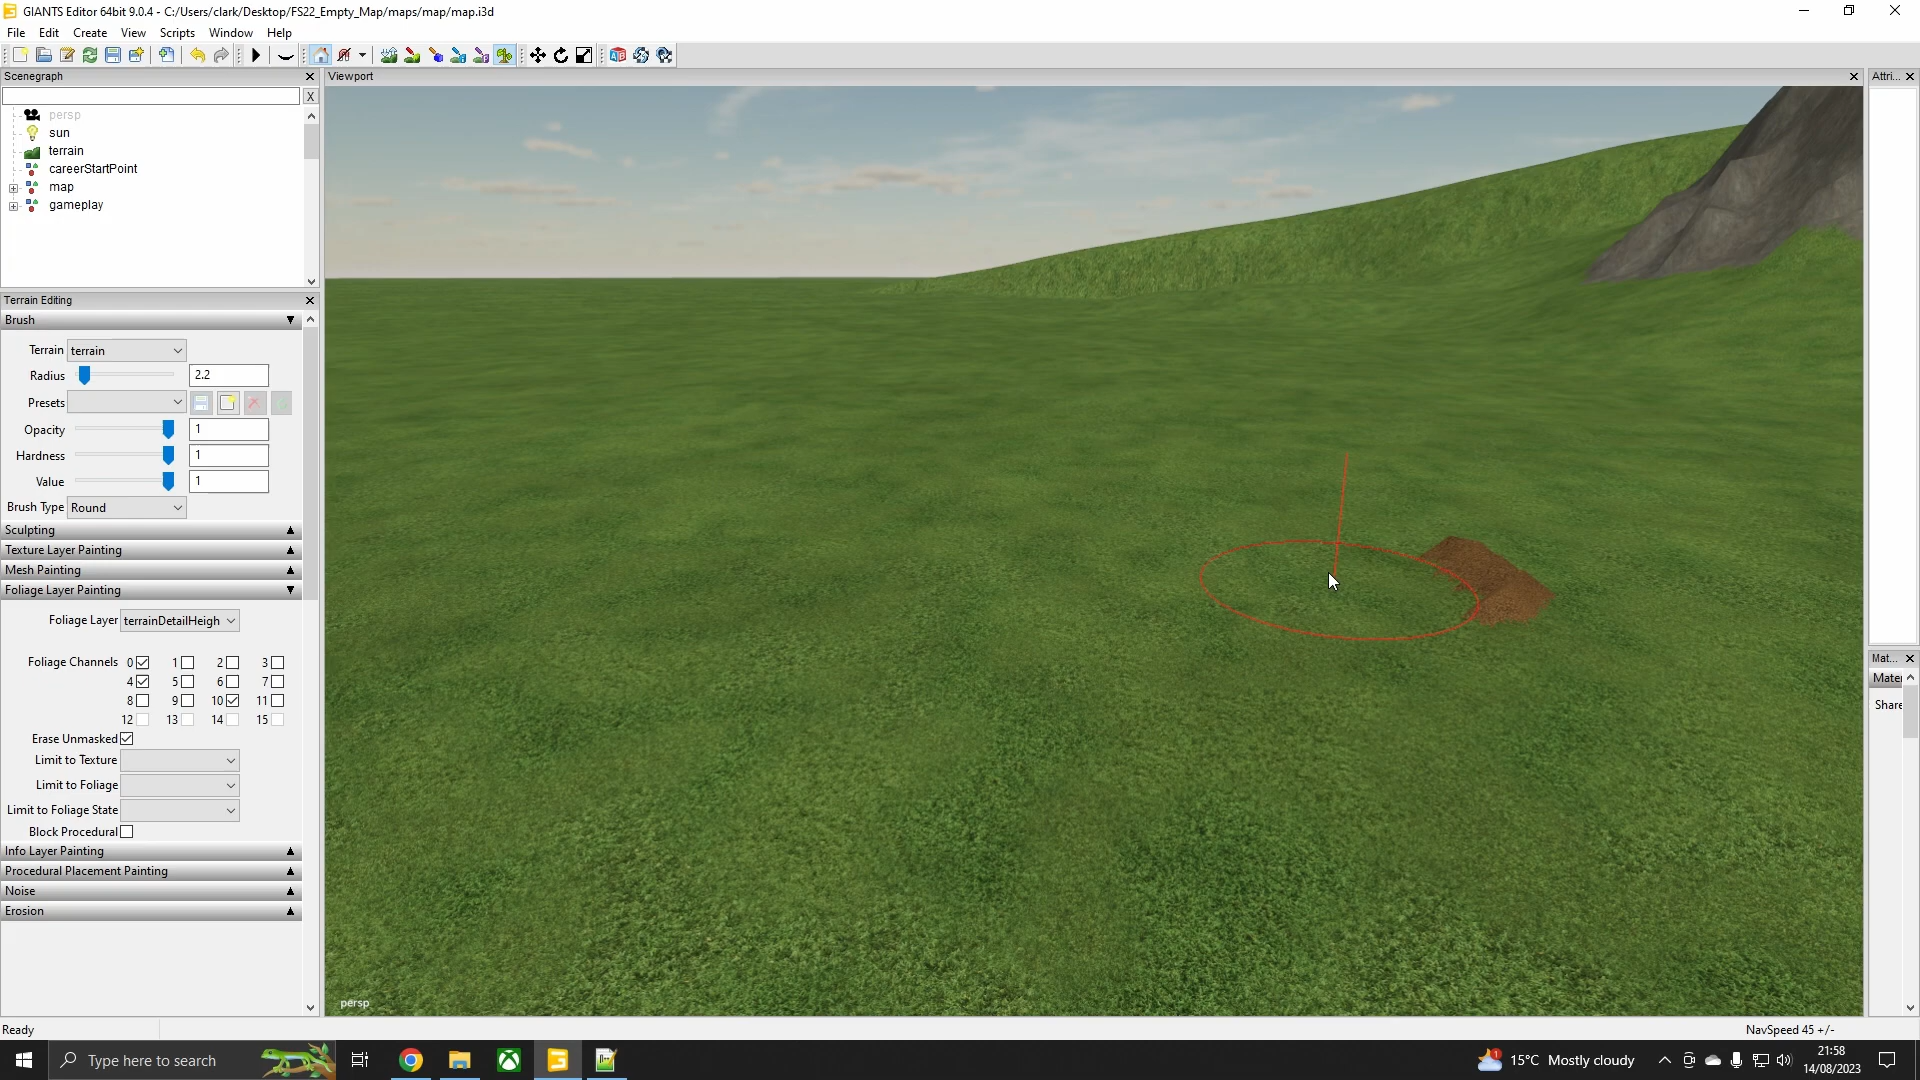 GIANTS Editor 64bit 9.0.4 - C:/Users/clark/Desktop/FS22_Empty_Map/maps/map/map.i3d
File Edit Create View Scripts Window Help
Scenegraph
Viewport
Attri...
X
persp
sun
terrain
careerStartPoint
map
gameplay
Terrain Editing
Brush
Terrain terrain
Radius 2.2
Presets
Opacity 1
Hardness 1
Value 1
Brush Type Round
Sculpting
Texture Layer Painting
Mesh Painting
Foliage Layer Painting
Foliage Layer terrainDetailHeigh
Foliage Channels 0 1 2 3
4 5 6 7
8 9 10 11
12 13 14 15
Erase Unmasked
Limit to Texture
Limit to Foliage
Limit to Foliage State
Block Procedural
Info Layer Painting
Procedural Placement Painting
Noise
Erosion
persp
Mat...
Mater
Share
Ready
NavSpeed 45 +/-
Type here to search
15°C Mostly cloudy
21:58
14/08/2023